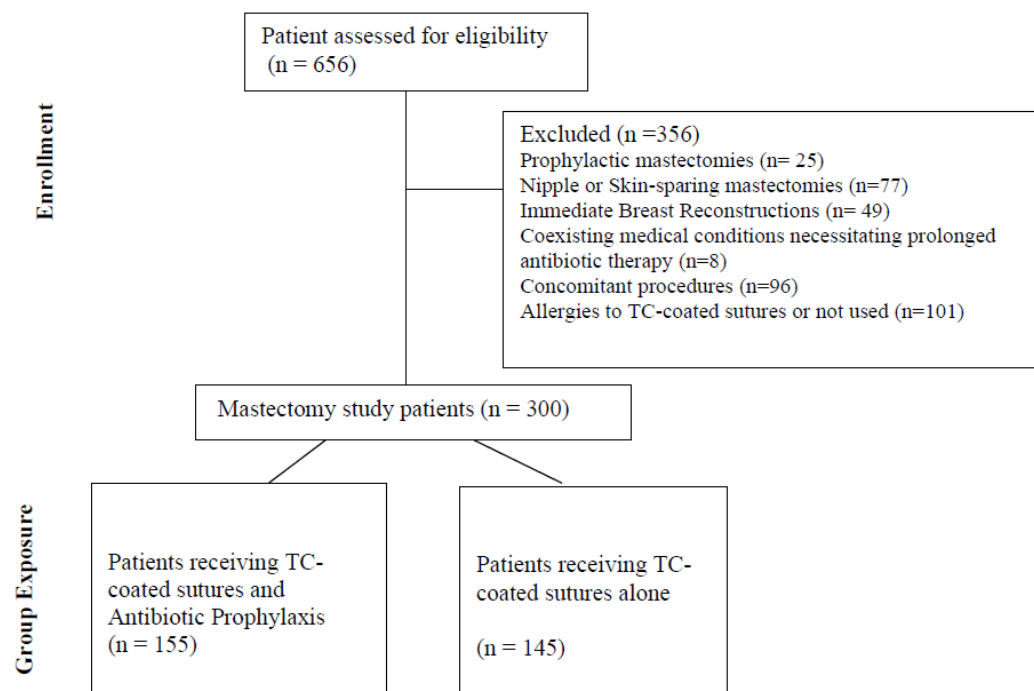 Patient assessed for eligibility
(n = 656)
Enrollment
Excluded (n =356)
Prophylactic mastectomies (n= 25)
Nipple or Skin-sparing mastectomies (n=77)
Immediate Breast Reconstructions (n= 49)
Coexisting medical conditions necessitating prolonged
antibiotic therapy (n=8)
Concomitant procedures (n=96)
Allergies to TC-coated sutures or not used (n=101)
Mastectomy study patients (n = 300)
Group Exposure
Patients receiving TC-
coated sutures and
Antibiotic Prophylaxis
(n = 155)
Patients receiving TC-
coated sutures alone
(n = 145)